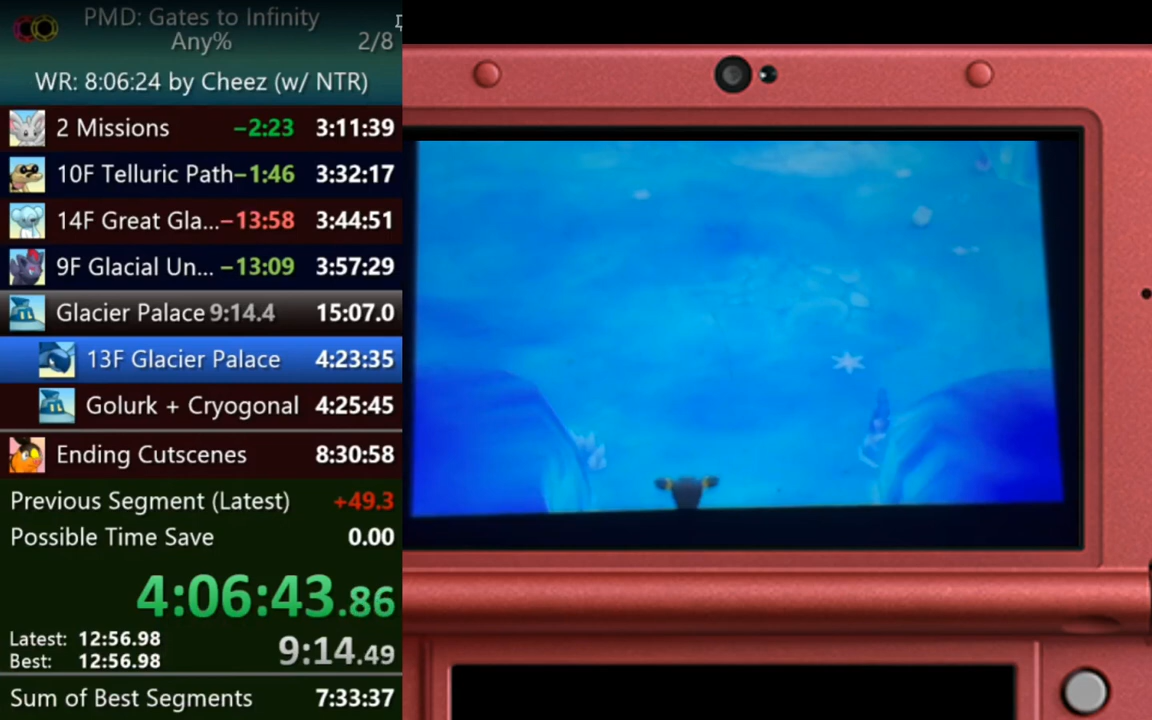 PMD: Gates to Infinity
Any% 2/8
WR: 8:06:24 by Cheez (w/ NTR)
2 Missions −2:23 3:11:39
10F Telluric Path −1:46 3:32:17
14F Great Gla... −13:58 3:44:51
9F Glacial Un... −13:09 3:57:29
Glacier Palace 9:14.4 15:07.0
13F Glacier Palace 4:23:35
Golurk + Cryogonal 4:25:45
Ending Cutscenes 8:30:58
Previous Segment (Latest) +49.3
Possible Time Save 0.00
4:06:43.86
Latest: 12:56.98
Best: 12:56.98
9:14.49
Sum of Best Segments 7:33:37